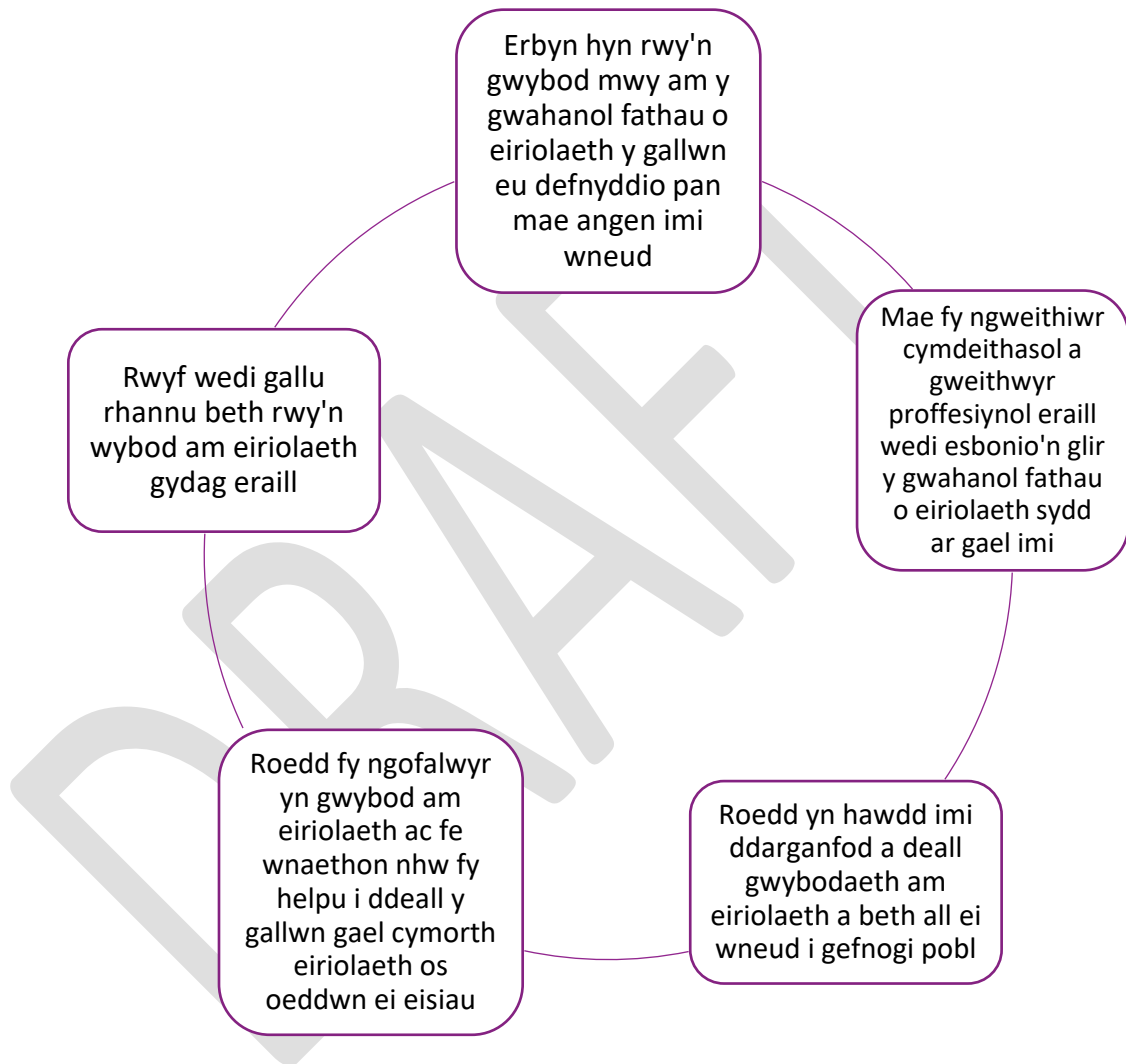 Erbyn hyn rwy'n
gwybod mwy am y
gwahanol fathau o
eiriolaeth y gallwn
eu defnyddio pan
mae angen imi
wneud
Mae fy ngweithiwr
cymdeithasol a
gweithwyr
proffesiynol eraill
wedi esbonio'n glir
y gwahanol fathau
o eiriolaeth sydd
ar gael imi
Roedd yn hawdd imi
ddarganfod a deall
gwybodaeth am
eiriolaeth a beth all ei
wneud i gefnogi pobl
Roedd fy ngofalwyr
yn gwybod am
eiriolaeth ac fe
wnaethon nhw fy
helpu i ddeall y
gallwn gael cymorth
eiriolaeth os
oeddwn ei eisiau
Rwyf wedi gallu
rhannu beth rwy'n
wybod am eiriolaeth
gydag eraill
DRAFT